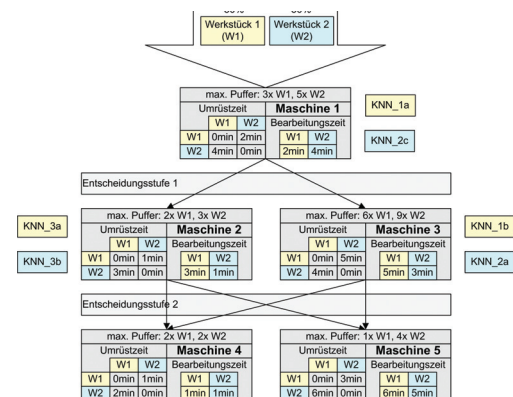 Werkstück 1 Werkstück 2
(W1) (W2)
max. Puffer: 3x W1, 5x W2
Umrüstzeit Maschine 1
W1 W2 Bearbeitungszeit
W1 0min 2min W1 W2
W2 4min 0min 2min 4min
KNN_1a
KNN_2c
Entscheidungsstufe 1
KNN_3a
KNN_3b
max. Puffer: 2x W1, 3x W2
Umrüstzeit Maschine 2
W1 W2 Bearbeitungszeit
W1 0min 1min W1 W2
W2 3min 0min 3min 1min
max. Puffer: 6x W1, 9x W2
Umrüstzeit Maschine 3
W1 W2 Bearbeitungszeit
W1 0min 5min W1 W2
W2 4min 0min 5min 3min
KNN_1b
KNN_2a
Entscheidungsstufe 2
max. Puffer: 2x W1, 2x W2
Umrüstzeit Maschine 4
W1 W2 Bearbeitungszeit
W1 0min 1min W1 W2
W2 2min 0min 1min 1min
max. Puffer: 1x W1, 4x W2
Umrüstzeit Maschine 5
W1 W2 Bearbeitungszeit
W1 0min 3min W1 W2
W2 6min 0min 6min 5min